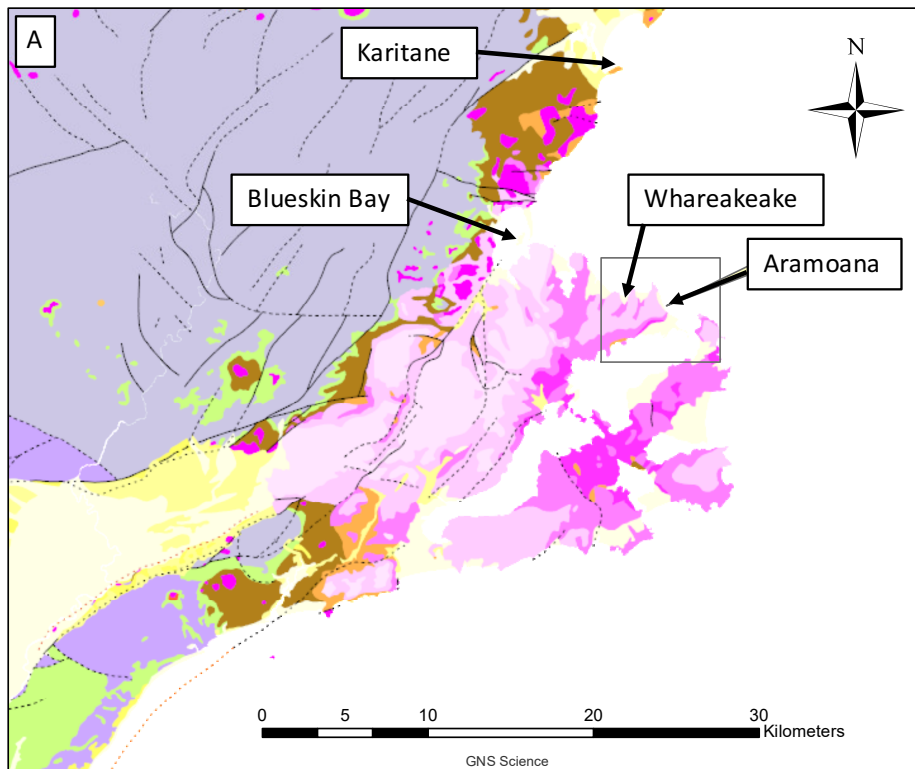 A
Karitane
N
Blueskin Bay
Whareakeake
Aramoana
0 5 10 20 30
Kilometers
GNS Science